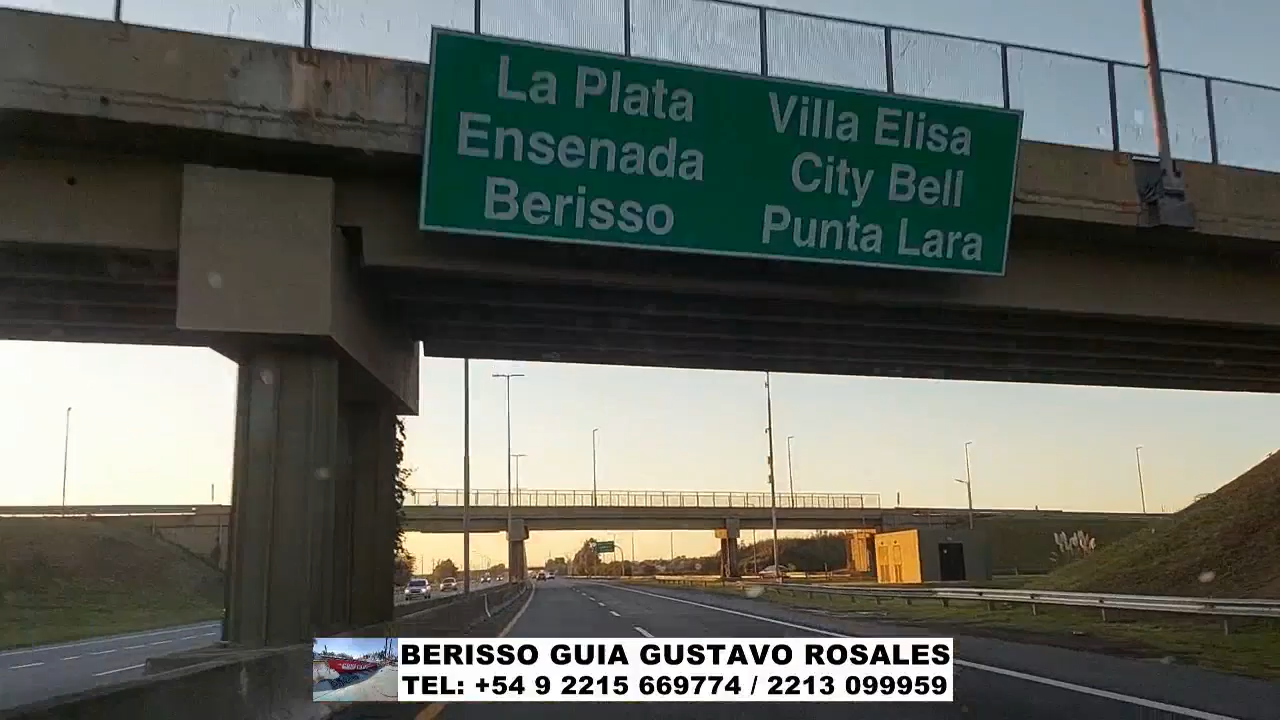 La Plata
Ensenada
Berisso
Villa Elisa
City Bell
Punta Lara
BERISSO GUIA GUSTAVO ROSALES
TEL: +54 9 2215 669774 / 2213 099959